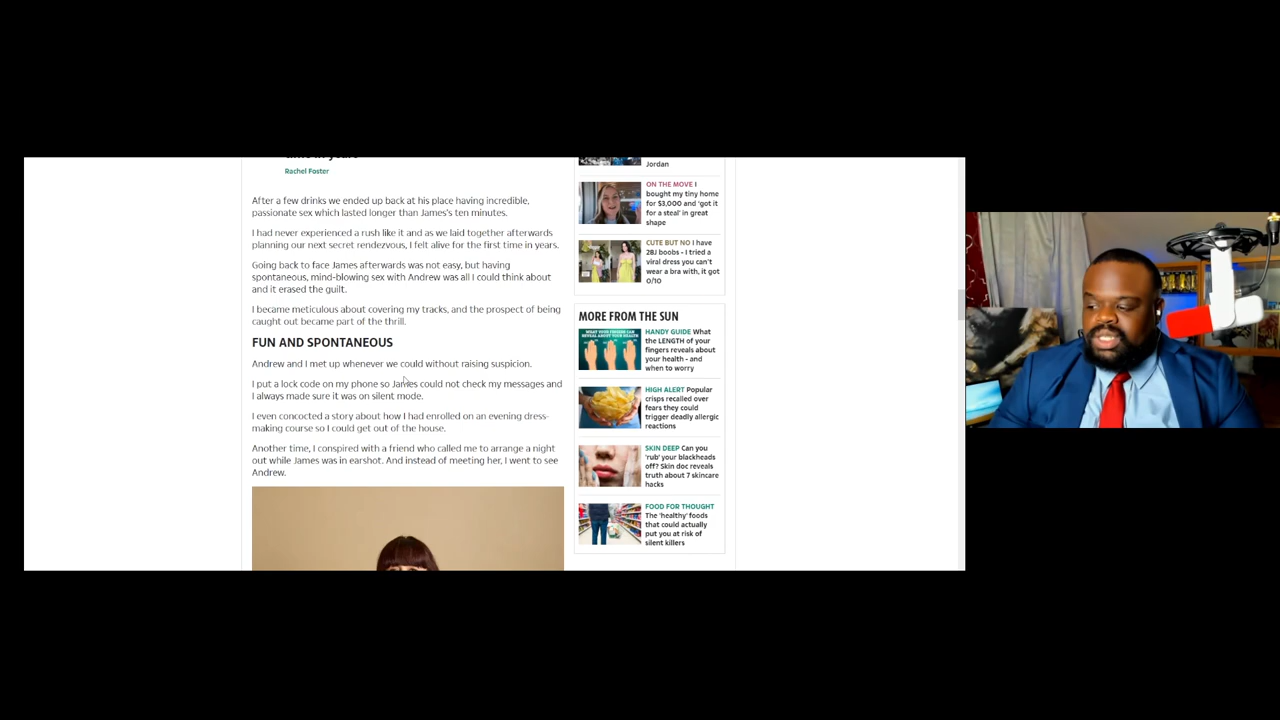 Rachel Foster
After a few drinks we ended up back at his place having incredible,
passionate sex which lasted longer than James's ten minutes.
I had never experienced a rush like it and as we laid together afterwards
planning our next secret rendezvous, I felt alive for the first time in years.
Going back to face James afterwards was not easy, but having
spontaneous, mind-blowing sex with Andrew was all I could think about
and it erased the guilt.
I became meticulous about covering my tracks, and the prospect of being
caught out became part of the thrill.
FUN AND SPONTANEOUS
Andrew and I met up whenever we could without raising suspicion.
I put a lock code on my phone so James could not check my messages and
I always made sure it was on silent mode.
I even concocted a story about how I had enrolled on an evening dress-
making course so I could get out of the house.
Another time, I conspired with a friend who called me to arrange a night
out while James was in earshot. And instead of meeting her, I went to see
Andrew.
Jordan
ON THE MOVE I
bought my tiny home
for $3,000 and 'got it
for a steal' in great
shape
CUTE BUT NO I have
28J boobs - I tried a
viral dress you can't
wear a bra with, it got
0/10
MORE FROM THE SUN
HANDY GUIDE What
the LENGTH of your
fingers reveals about
your health - and
when to worry
HIGH ALERT Popular
crisps recalled over
fears they could
trigger deadly allergic
reactions
SKIN DEEP Can you
'rub' your blackheads
off? Skin doc reveals
truth about 7 skincare
hacks
FOOD FOR THOUGHT
The 'healthy' foods
that could actually
put you at risk of
silent killers